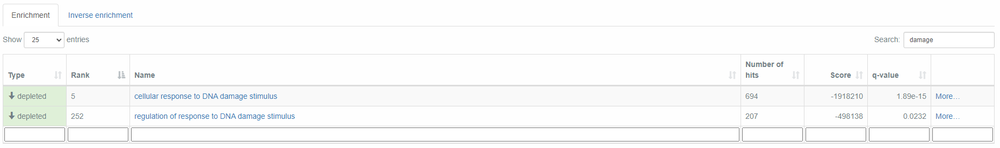 Enrichment Inverse enrichment
Show 25 entries Search: damage
Type Rank Name Number of hits Score q-value
depleted 5 cellular response to DNA damage stimulus 694 -1918210 1.89e-15 More...
depleted 252 regulation of response to DNA damage stimulus 207 -498138 0.0232 More...